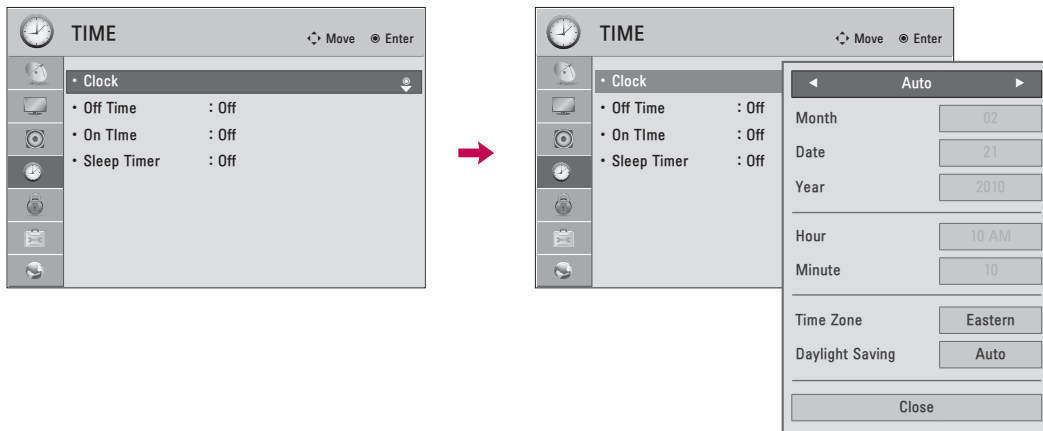 TIME
Move
Enter
• Clock
• Off Time : Off
• On TIme : Off
• Sleep Timer : Off
TIME
Move
Enter
• Clock
• Off Time : Off
• On TIme : Off
• Sleep Timer : Off
◄ Auto ►
Month 02
Date 21
Year 2010
Hour 10 AM
Minute 10
Time Zone Eastern
Daylight Saving Auto
Close